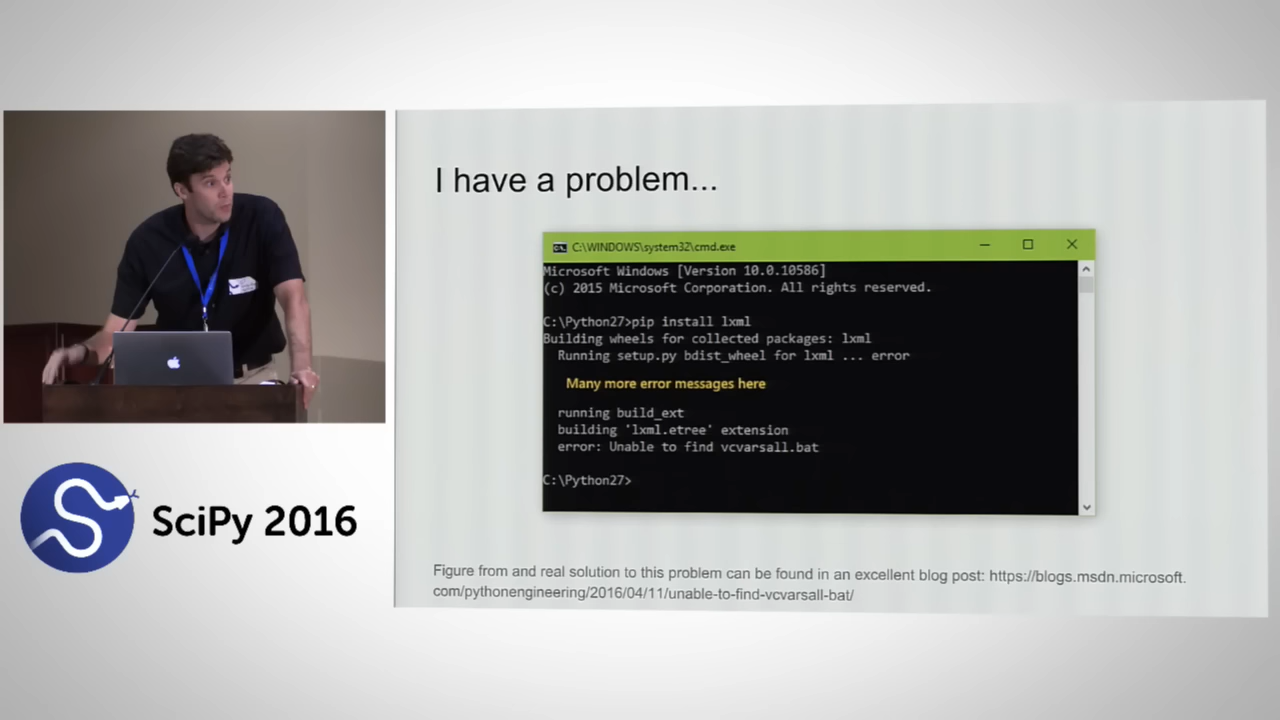 I have a problem...
C:\WINDOWS\system32\cmd.exe
Microsoft Windows [Version 10.0.10586]
(c) 2015 Microsoft Corporation. All rights reserved.
C:\Python27>pip install lxml
Building wheels for collected packages: lxml
Running setup.py bdist_wheel for lxml ... error
Many more error messages here
running build_ext
building 'lxml.etree' extension
error: Unable to find vcvarsall.bat
C:\Python27>
Figure from and real solution to this problem can be found in an excellent blog post: https://blogs.msdn.microsoft.
com/pythonengineering/2016/04/11/unable-to-find-vcvarsall-bat/
SciPy 2016